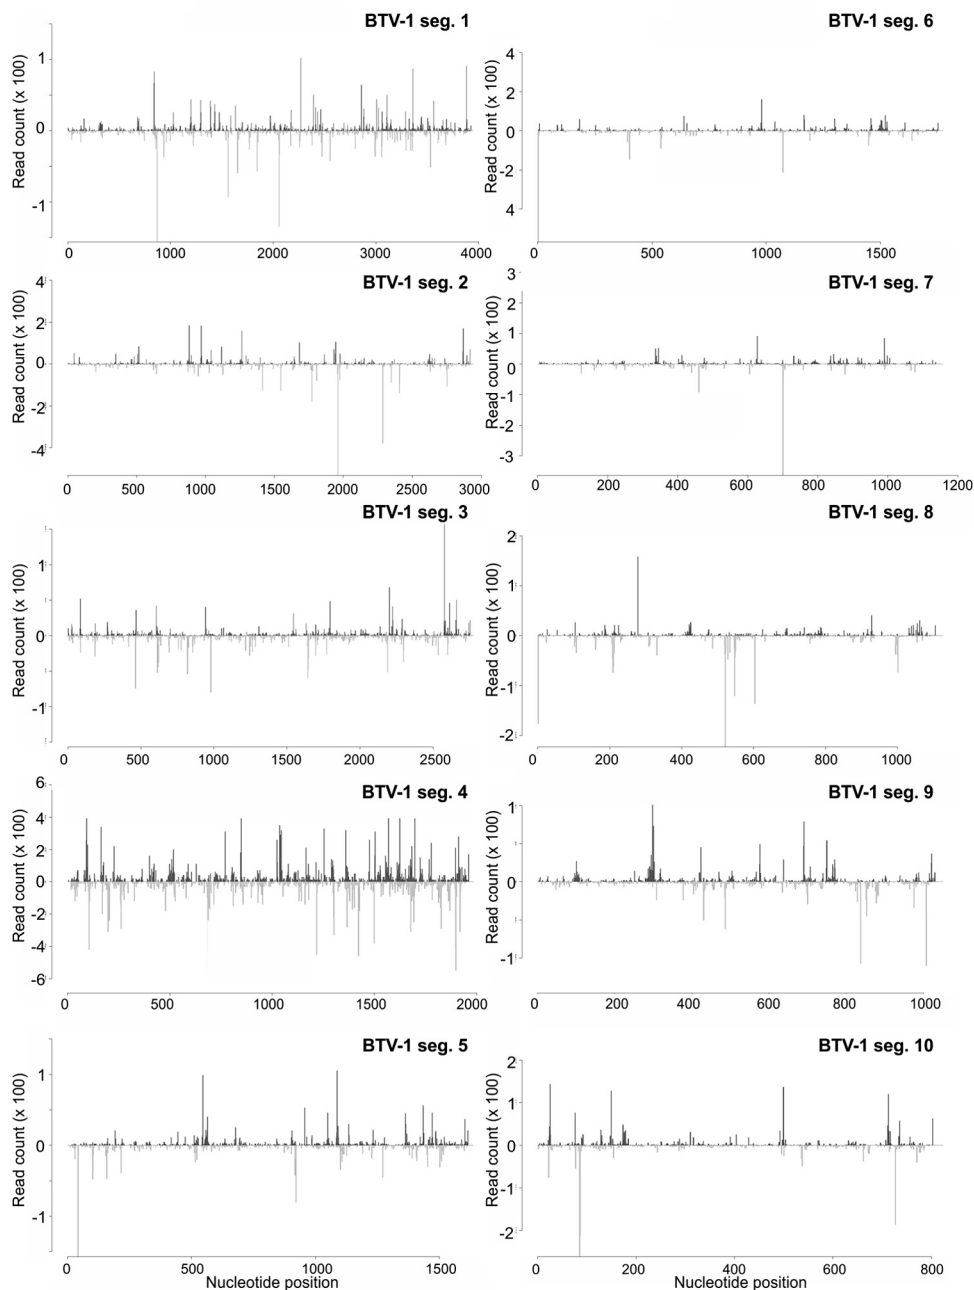 BTV-1 seg. 1
Read count (x 100)
1
0
-1
0 1000 2000 3000 4000
BTV-1 seg. 6
Read count (x 100)
4
2
0
2
4
0 500 1000 1500
BTV-1 seg. 2
Read count (x 100)
4
2
0
-2
-4
0 500 1000 1500 2000 2500 3000
BTV-1 seg. 7
Read count (x 100)
3
2
1
0
-1
-2
-3
0 200 400 600 800 1000 1200
BTV-1 seg. 3
Read count (x 100)
1
0
-1
0 500 1000 1500 2000 2500
BTV-1 seg. 8
Read count (x 100)
2
1
0
-1
-2
0 200 400 600 800 1000
BTV-1 seg. 4
Read count (x 100)
6
4
2
0
-2
-4
-6
0 500 1000 1500 2000
BTV-1 seg. 9
Read count (x 100)
1
0
-1
0 200 400 600 800 1000
BTV-1 seg. 5
Read count (x 100)
1
0
-1
0 500 1000 1500
Nucleotide position
BTV-1 seg. 10
Read count (x 100)
2
1
0
-1
-2
0 200 400 600 800
Nucleotide position